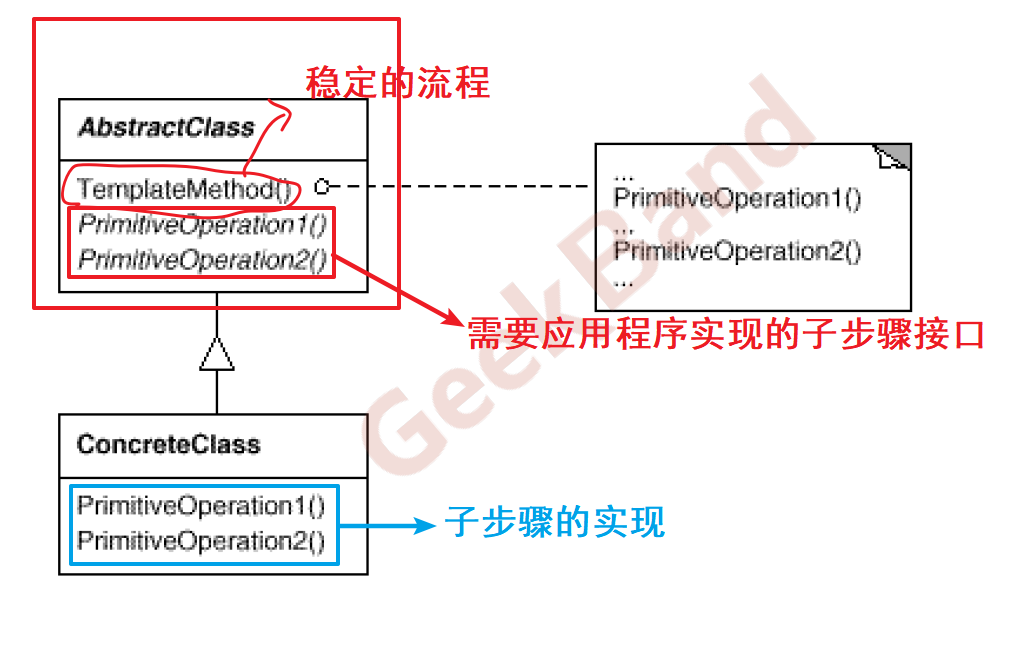 稳定的流程
AbstractClass
TemplateMethod()
PrimitiveOperation1()
PrimitiveOperation2()
...
PrimitiveOperation1()
...
PrimitiveOperation2()
...
需要应用程序实现的子步骤接口
ConcreteClass
PrimitiveOperation1()
PrimitiveOperation2()
子步骤的实现
GeekBand